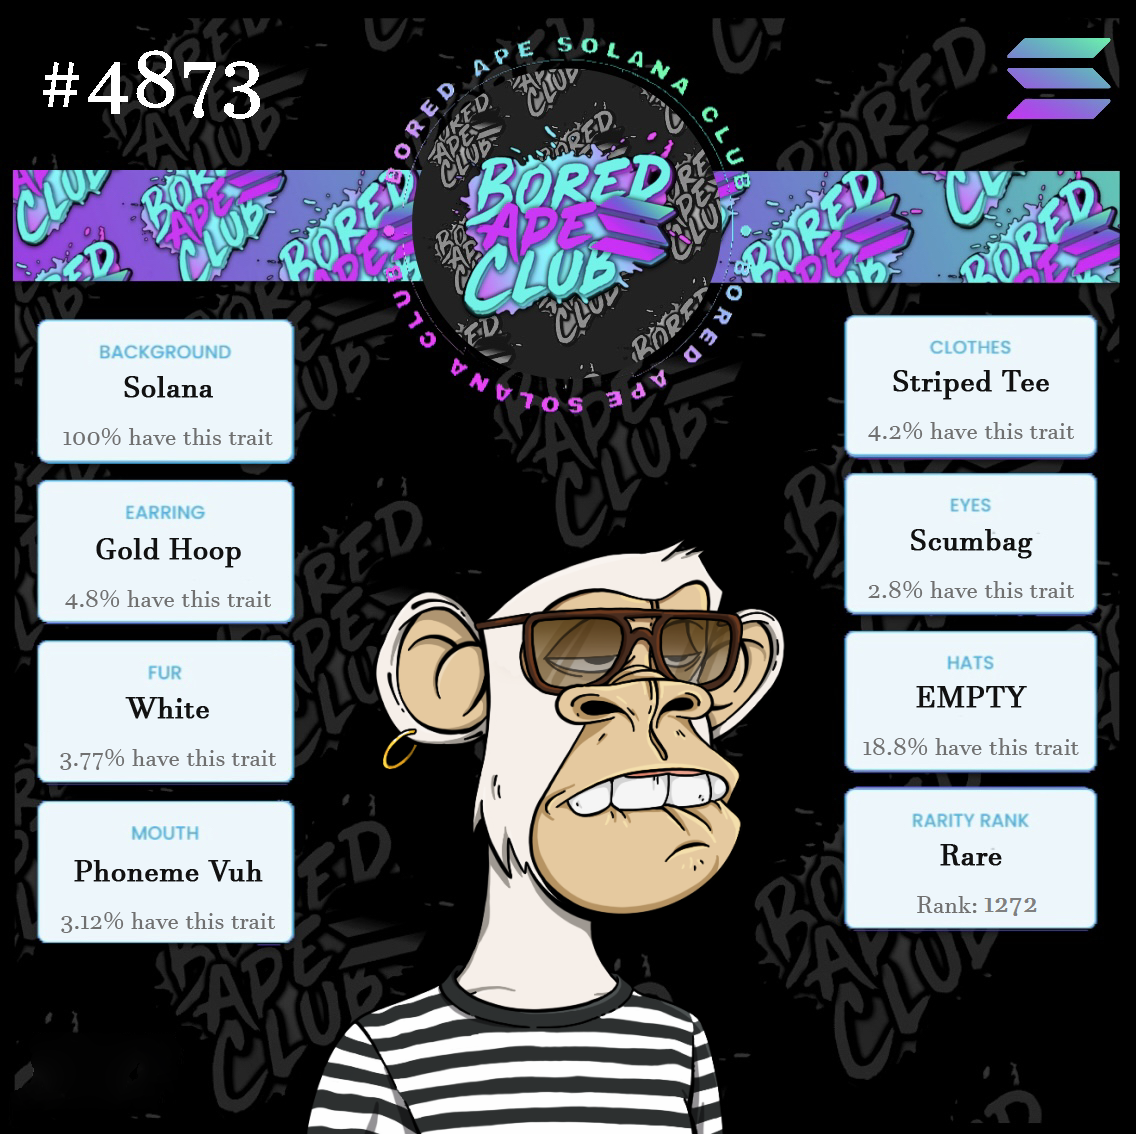 #4873
BORED APE SOLANA CLUB
BORED APE SOLANA CLUB
BORED
APE
CLUB
BACKGROUND
Solana
100% have this trait
EARRING
Gold Hoop
4.8% have this trait
FUR
White
3.77% have this trait
MOUTH
Phoneme Vuh
3.12% have this trait
CLOTHES
Striped Tee
4.2% have this trait
EYES
Scumbag
2.8% have this trait
HATS
EMPTY
18.8% have this trait
RARITY RANK
Rare
Rank: 1272